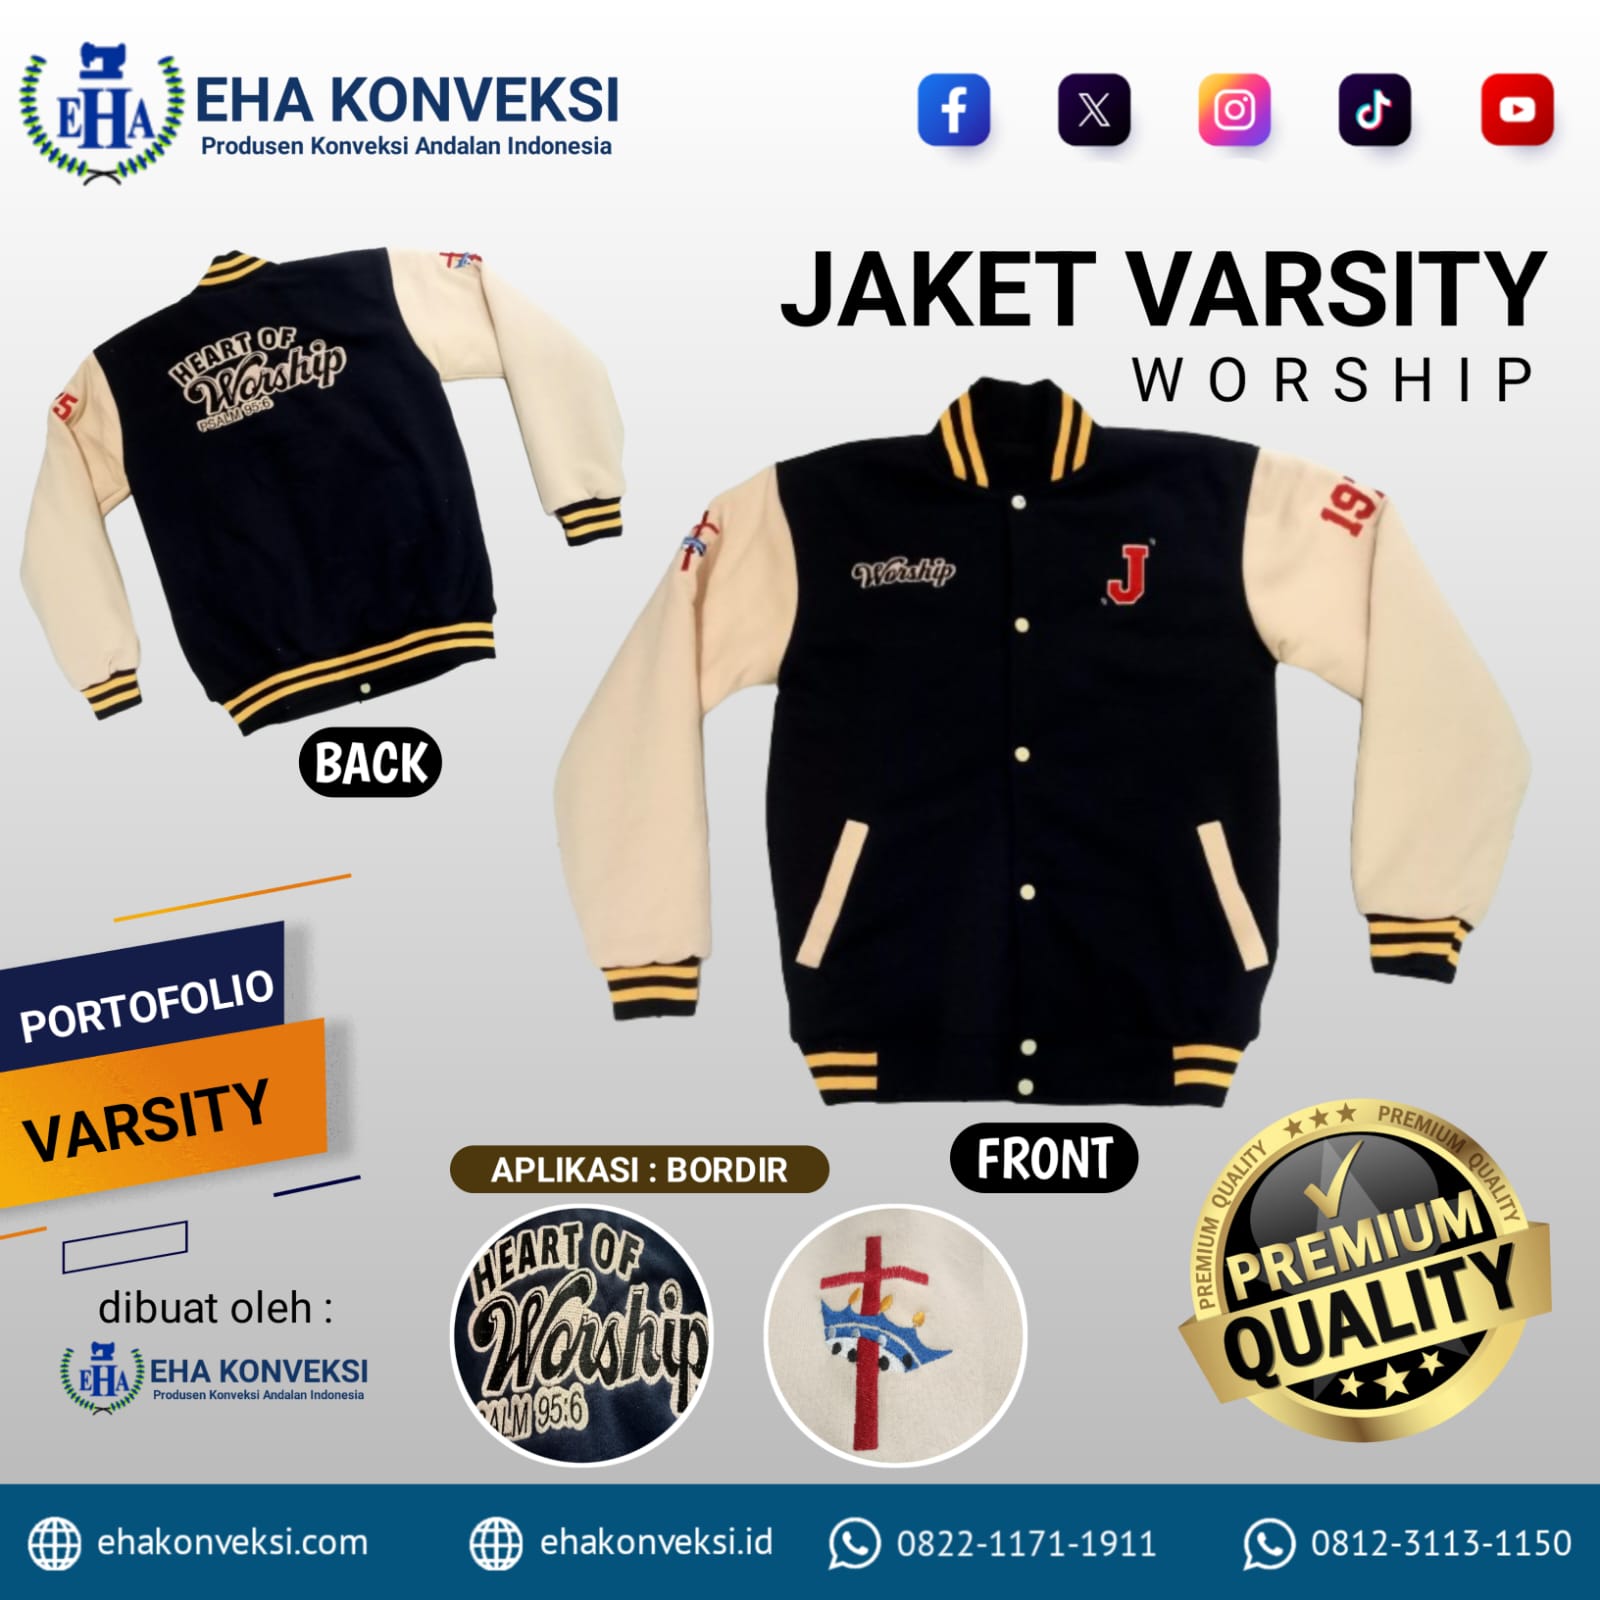 EHA
EHA KONVEKSI
Produsen Konveksi Andalan Indonesia
JAKET VARSITY
WORSHIP
HEART OF
Worship
PSALM 95:6
Worship
J
BACK
PORTOFOLIO
VARSITY
FRONT
APLIKASI : BORDIR
HEART OF
Worship
95:6
PREMIUM QUALITY
PREMIUM QUALITY
PREMIUM
QUALITY
dibuat oleh :
EHA
EHA KONVEKSI
Produsen Konveksi Andalan Indonesia
ehakonveksi.com
ehakonveksi.id
0822-1171-1911
0812-3113-1150